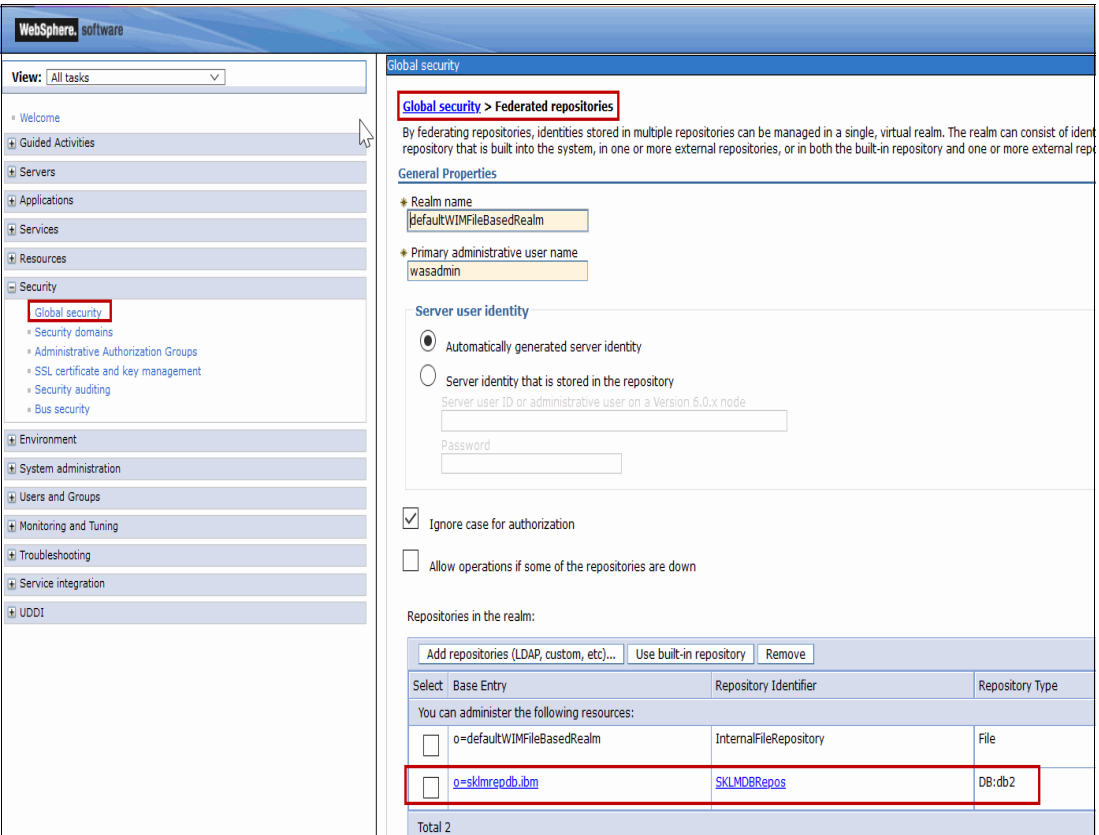 WebSphere. software
View: All tasks
Welcome
Guided Activities
Servers
Applications
Services
Resources
Security
Global security
Security domains
Administrative Authorization Groups
SSL certificate and key management
Security auditing
Bus security
Environment
System administration
Users and Groups
Monitoring and Tuning
Troubleshooting
Service integration
UDDI
Global security
Global security > Federated repositories
By federating repositories, identities stored in multiple repositories can be managed in a single, virtual realm. The realm can consist of ident
repository that is built into the system, in one or more external repositories, or in both the built-in repository and one or more external repo
General Properties
Realm name
defaultWIMFileBasedRealm
Primary administrative user name
wasadmin
Server user identity
Automatically generated server identity
Server identity that is stored in the repository
Server user ID or administrative user on a Version 6.0.x node
Password
Ignore case for authorization
Allow operations if some of the repositories are down
Repositories in the realm:
Add repositories (LDAP, custom, etc)... Use built-in repository Remove
Select Base Entry Repository Identifier Repository Type
You can administer the following resources:
o=defaultWIMFileBasedRealm InternalFileRepository File
o=sklmrepdb.ibm SKLMDBRepos DB:db2
Total 2